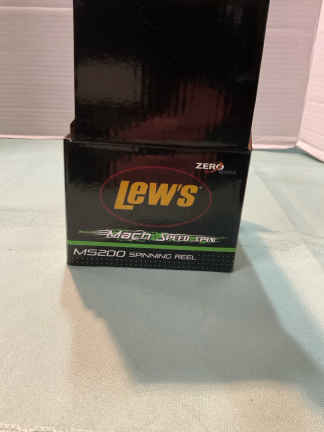 ZERO
Lew's
Mach Speed Spin
MS200 SPINNING REEL